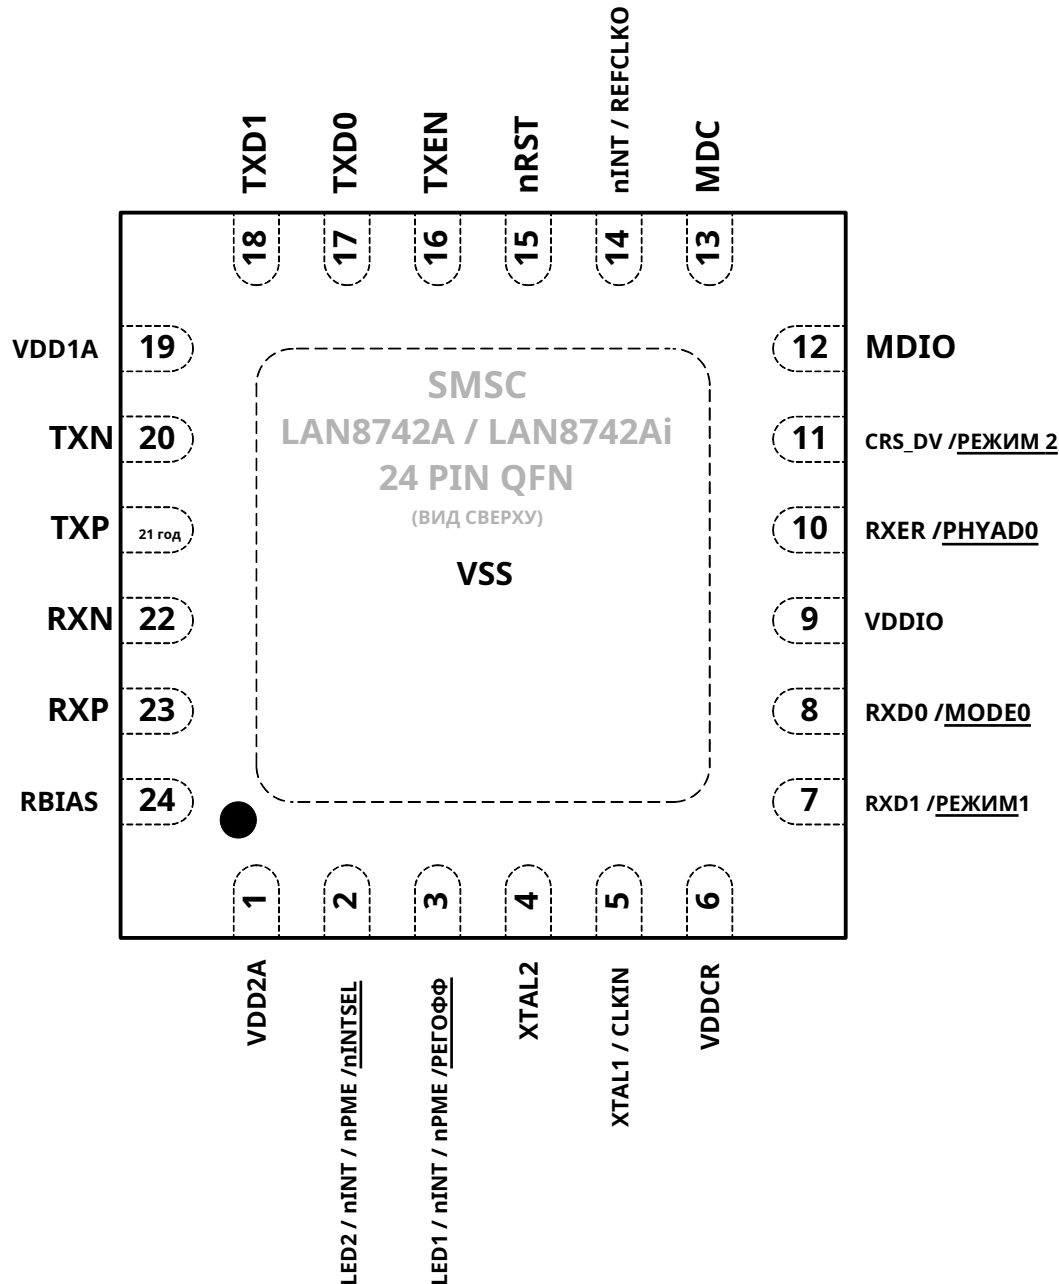 TXD1
TXD0
TXEN
nRST
nINT / REFCLKO
MDC
18
17
16
15
14
13
VDD1A 19
12 MDIO
TXN 20
11 CRS_DV /РЕЖИМ 2
TXP 21 год
10 RXER /PHYAD0
RXN 22
9 VDDIO
RXP 23
8 RXD0 /MODE0
RBIAS 24
7 RXD1 /РЕЖИМ1
SMSC
LAN8742A / LAN8742Ai
24 PIN QFN
(ВИД СВЕРХУ)
VSS
1
2
3
4
5
6
VDD2A
LED2 / nINT / nPME /nINTSEL
LED1 / nINT / nPME /РЕГОФФ
XTAL2
XTAL1 / CLKIN
VDDCR